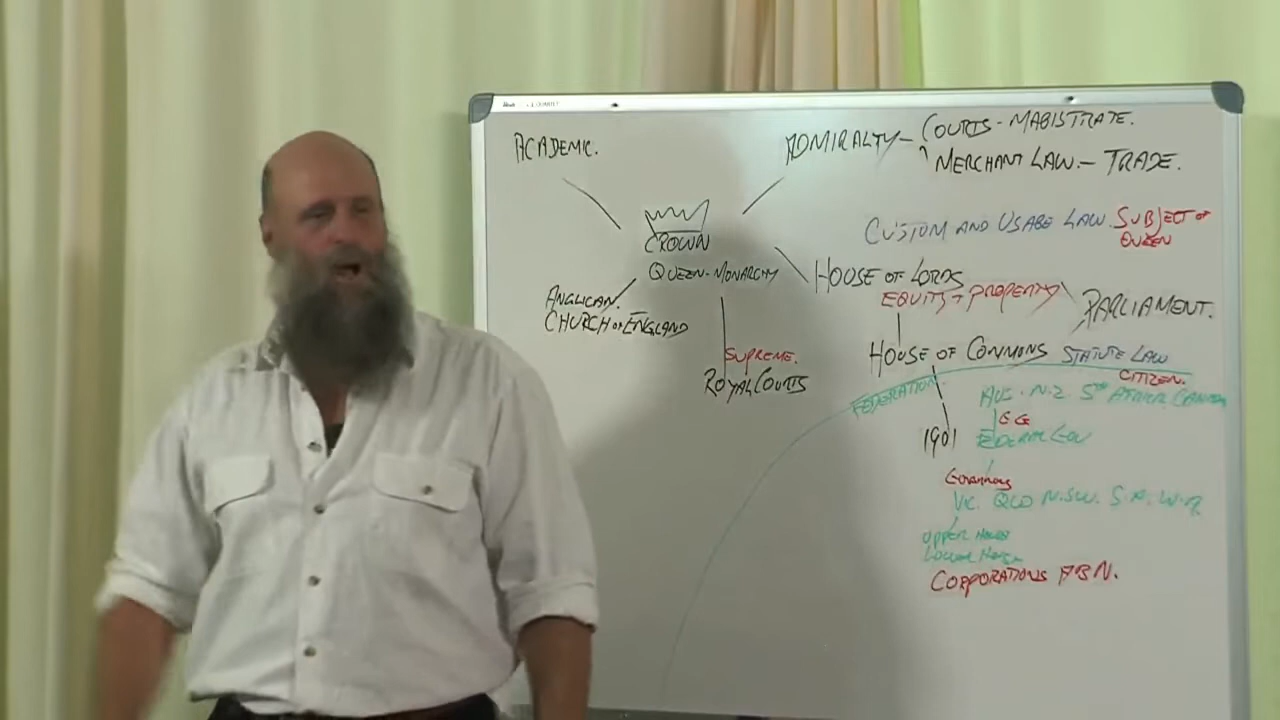 ACADEMIC.
ADMIRALTY - COURTS - MAGISTRATE.
MERCHANT LAW. - TRADE.
CROWN
QUEEN - MONARCHY
CUSTOM AND USAGE LAW. SUBJECT OF
QUEEN
HOUSE OF LORDS
EQUITY + PROPERTY
PARLIAMENT.
ANGLICAN.
CHURCH OF ENGLAND
SUPREME.
ROYAL COURTS
HOUSE OF COMMONS STATUTE LAW
CITIZEN.
FEDERATION
AUS. N.Z. STH AFRICA CANADA
1901
FEDERAL GOV
GOVERNORS
VIC. QLD N.S.W. S.A. W.A
UPPER HOUSE
LOWER HOUSE
CORPORATIONS ABN.